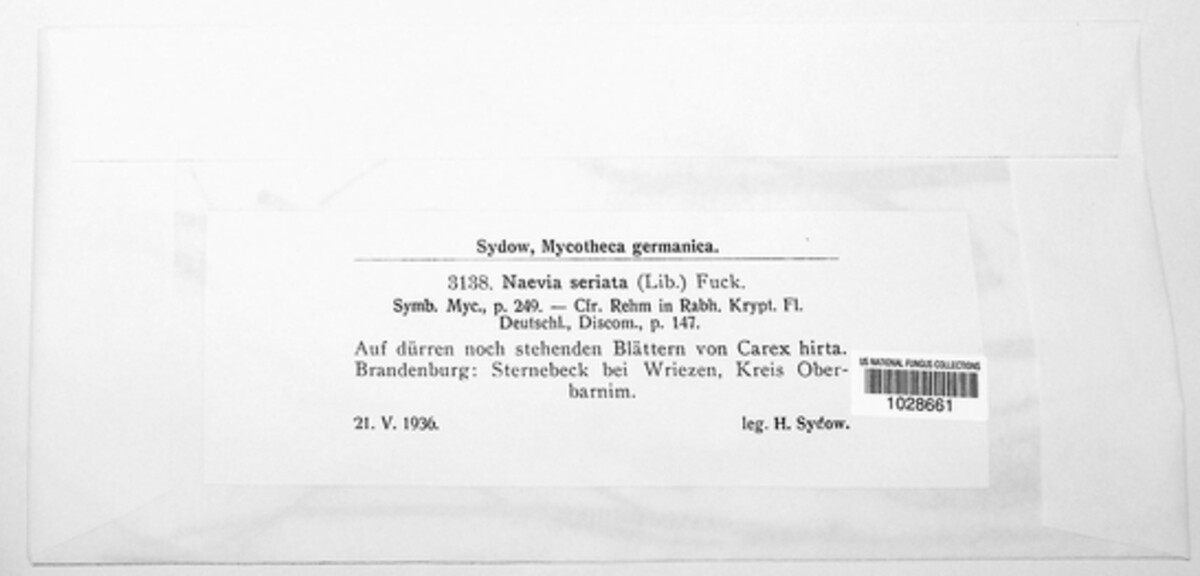 Sydow, Mycotheca germanica.
3138. Naevia seriata (Lib.) Fuck.
Symb. Myc., p. 249. — Cfr. Rehm in Rabh. Krypt. Fl.
Deutschl., Discom., p. 147.
Auf dürren noch stehenden Blättern von Carex hirta.
Brandenburg: Sternebeck bei Wriezen, Kreis Ober-
barnim.
21. V. 1936. leg. H. Sydow.
US NATIONAL FUNGUS COLLECTIONS
1028661